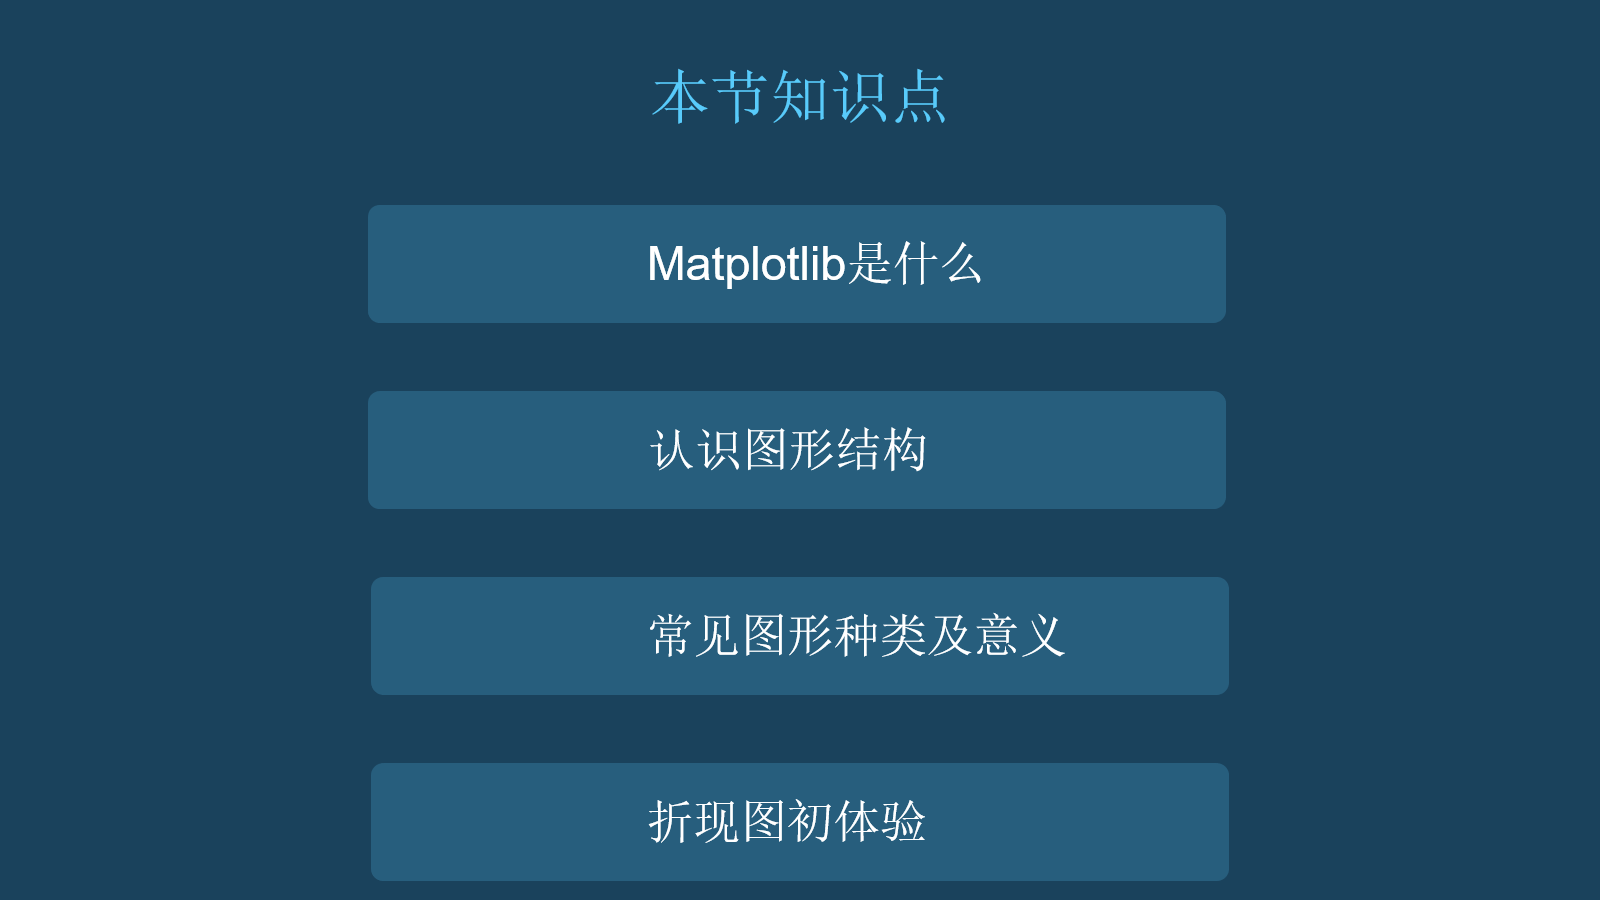 本节知识点
Matplotlib是什么
认识图形结构
常见图形种类及意义
折现图初体验